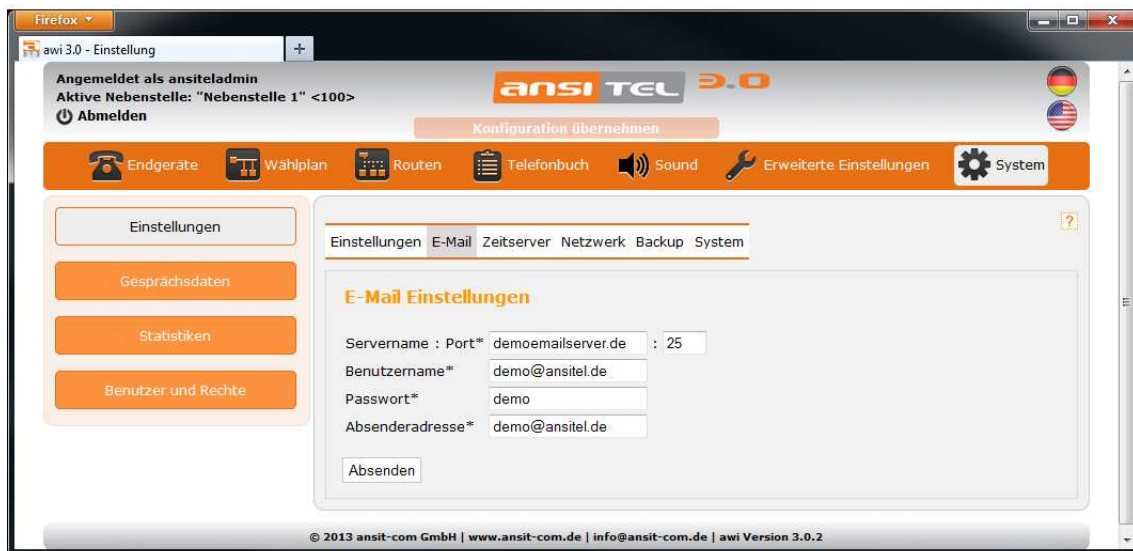 Firefox
awi 3.0 - Einstellung
Angemeldet als ansiteladmin
Aktive Nebenstelle: "Nebenstelle 1" <100>
Abmelden
ansi TEL 3.0
Konfiguration übernehmen
Endgeräte Wählplan Routen Telefonbuch Sound Erweiterte Einstellungen System
Einstellungen
Gesprächsdaten
Statistiken
Benutzer und Rechte
?
Einstellungen E-Mail Zeitserver Netzwerk Backup System
E-Mail Einstellungen
Servername : Port* demoemailserver.de : 25
Benutzername* demo@ansitel.de
Passwort* demo
Absenderadresse* demo@ansitel.de
Absenden
© 2013 ansit-com GmbH | www.ansit-com.de | info@ansit-com.de | awi Version 3.0.2